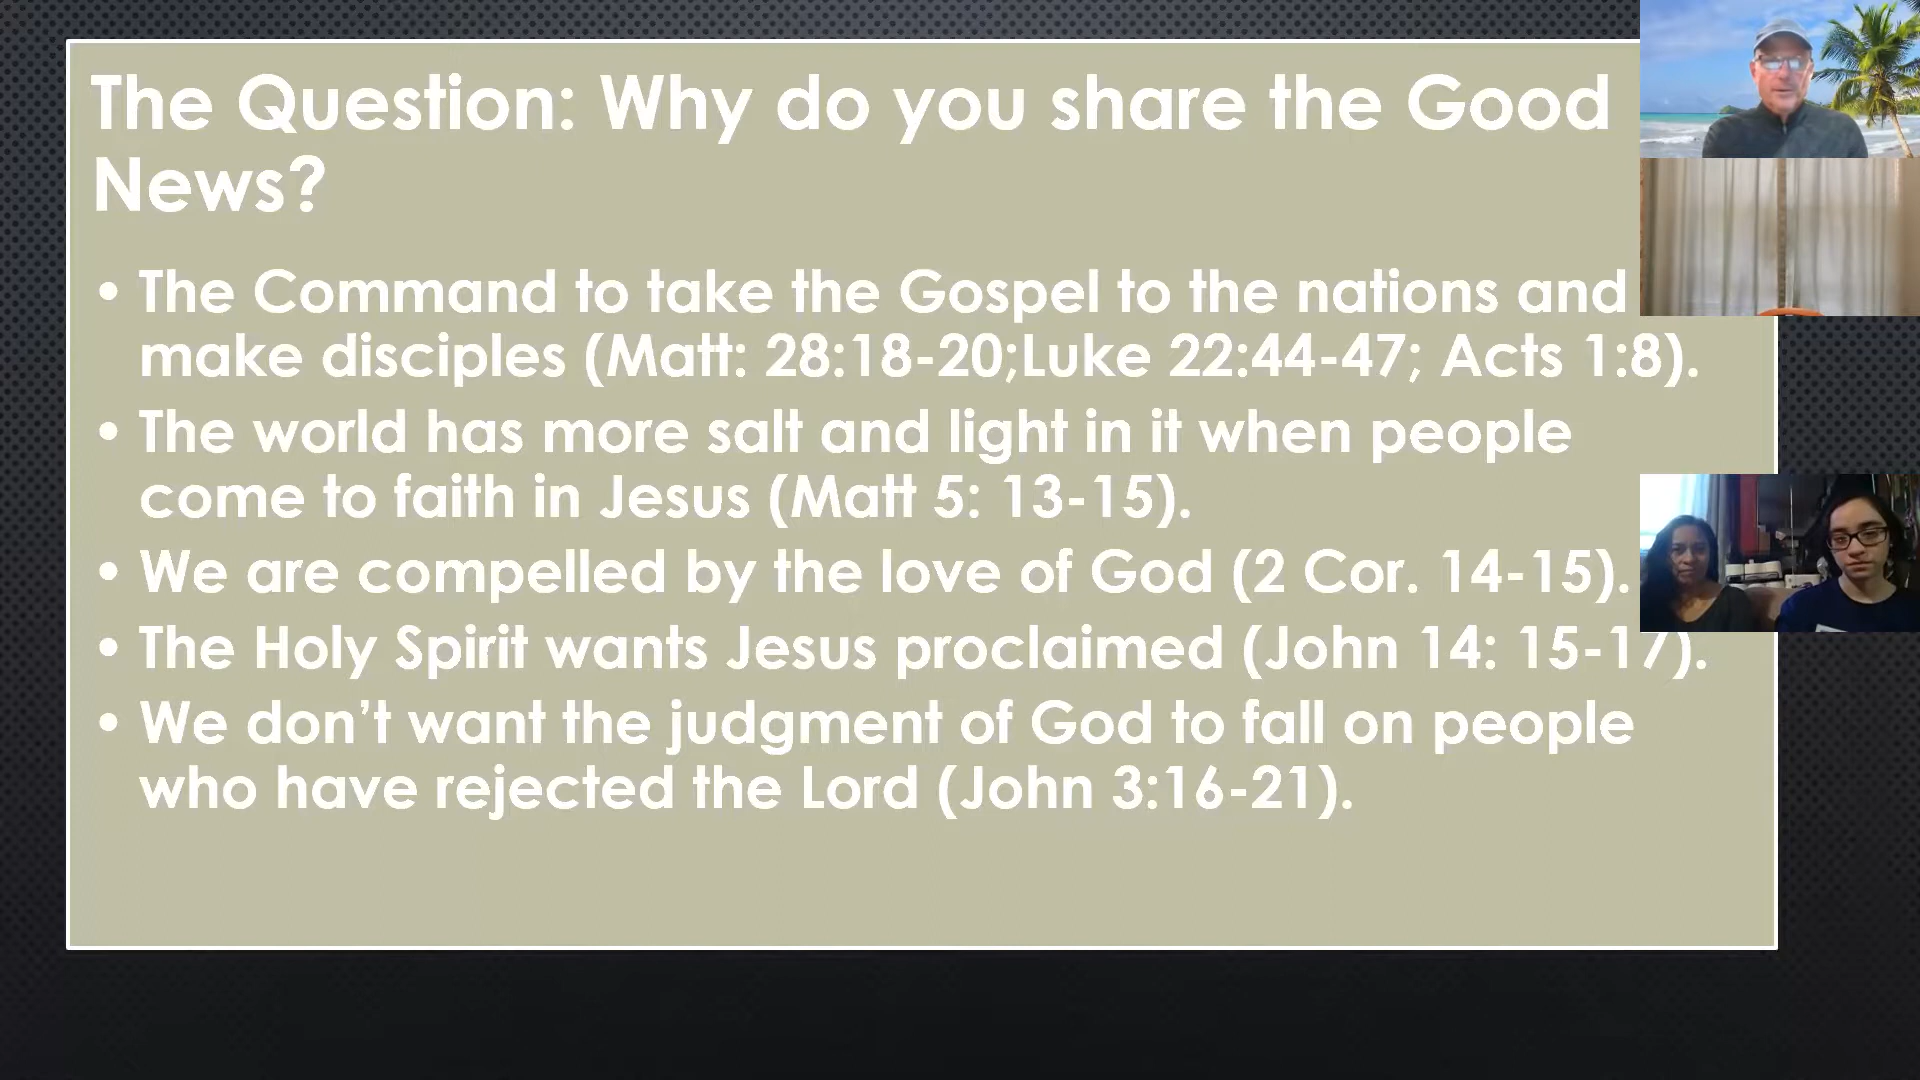 The Question: Why do you share the Good
News?
• The Command to take the Gospel to the nations and
make disciples (Matt: 28:18-20;Luke 22:44-47; Acts 1:8).
• The world has more salt and light in it when people
come to faith in Jesus (Matt 5: 13-15).
• We are compelled by the love of God (2 Cor. 14-15).
• The Holy Spirit wants Jesus proclaimed (John 14: 15-17).
• We don’t want the judgment of God to fall on people
who have rejected the Lord (John 3:16-21).